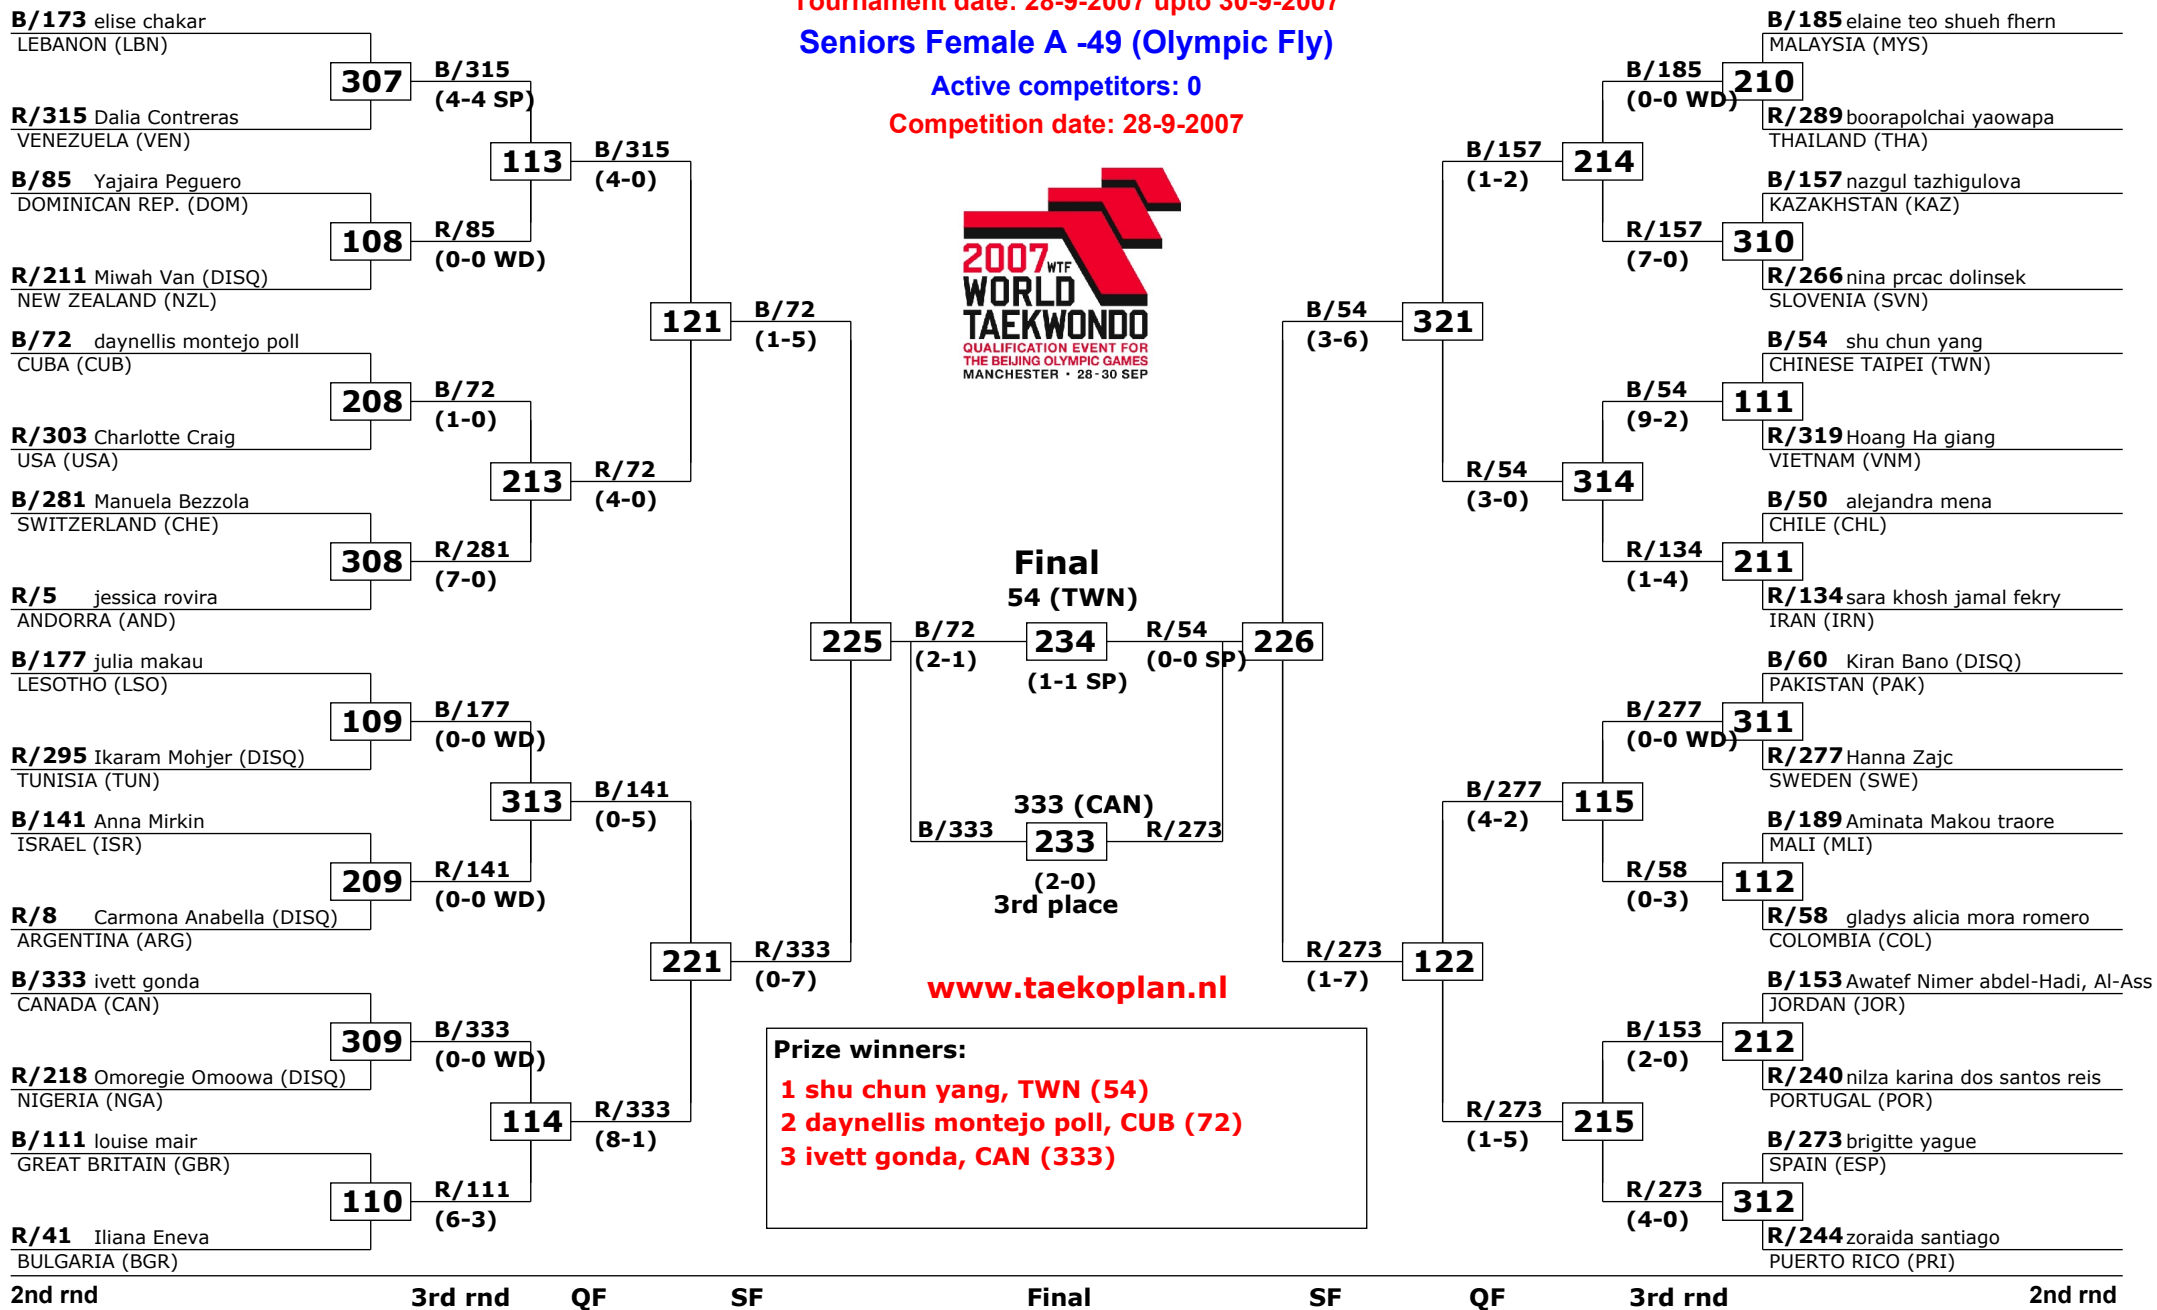 Tournament date: 28-9-2007 upto 30-9-2007
Seniors Female A -49 (Olympic Fly)
Active competitors: 0
Competition date: 28-9-2007
2007 WTF
WORLD
TAEKWONDO
QUALIFICATION EVENT FOR
THE BEIJING OLYMPIC GAMES
MANCHESTER • 28-30 SEP
B/173 elise chakar
LEBANON (LBN)
307
R/315 Dalia Contreras
VENEZUELA (VEN)
B/85 Yajaira Peguero
DOMINICAN REP. (DOM)
108
R/211 Miwah Van (DISQ)
NEW ZEALAND (NZL)
B/72 daynellis montejo poll
CUBA (CUB)
208
R/303 Charlotte Craig
USA (USA)
B/281 Manuela Bezzola
SWITZERLAND (CHE)
308
R/5 jessica rovira
ANDORRA (AND)
B/177 julia makau
LESOTHO (LSO)
109
R/295 Ikaram Mohjer (DISQ)
TUNISIA (TUN)
B/141 Anna Mirkin
ISRAEL (ISR)
209
R/8 Carmona Anabella (DISQ)
ARGENTINA (ARG)
B/333 ivett gonda
CANADA (CAN)
309
R/218 Omoregie Omoowa (DISQ)
NIGERIA (NGA)
B/111 louise mair
GREAT BRITAIN (GBR)
110
R/41 Iliana Eneva
BULGARIA (BGR)
B/315
(4-4 SP)
113
R/85
(0-0 WD)
B/72
(1-0)
213
R/281
(7-0)
B/177
(0-0 WD)
313
R/141
(0-0 WD)
B/333
(0-0 WD)
114
R/111
(6-3)
B/315
(4-0)
121
R/72
(4-0)
B/141
(0-5)
221
R/333
(8-1)
B/72
(1-5)
225
R/333
(0-7)
Final
54 (TWN)
B/72
(2-1)
234
(1-1 SP)
R/54
(0-0 SP)
333 (CAN)
B/333
233
R/273
(2-0)
3rd place
www.taekoplan.nl
Prize winners:
1 shu chun yang, TWN (54)
2 daynellis montejo poll, CUB (72)
3 ivett gonda, CAN (333)
B/54
(3-6)
226
R/273
(1-7)
B/157
(1-2)
321
R/54
(3-0)
B/277
(4-2)
122
R/273
(1-5)
B/185
(0-0 WD)
214
R/157
(7-0)
B/54
(9-2)
314
R/134
(1-4)
B/277
(0-0 WD)
115
R/58
(0-3)
B/153
(2-0)
215
R/273
(4-0)
B/185 elaine teo shueh fhern
MALAYSIA (MYS)
210
R/289 boorapolchai yaowapa
THAILAND (THA)
B/157 nazgul tazhigulova
KAZAKHSTAN (KAZ)
310
R/266 nina prcac dolinsek
SLOVENIA (SVN)
B/54 shu chun yang
CHINESE TAIPEI (TWN)
111
R/319 Hoang Ha giang
VIETNAM (VNM)
B/50 alejandra mena
CHILE (CHL)
211
R/134 sara khosh jamal fekry
IRAN (IRN)
B/60 Kiran Bano (DISQ)
PAKISTAN (PAK)
311
R/277 Hanna Zajc
SWEDEN (SWE)
B/189 Aminata Makou traore
MALI (MLI)
112
R/58 gladys alicia mora romero
COLOMBIA (COL)
B/153 Awatef Nimer abdel-Hadi, Al-Ass
JORDAN (JOR)
212
R/240 nilza karina dos santos reis
PORTUGAL (POR)
B/273 brigitte yague
SPAIN (ESP)
312
R/244 zoraida santiago
PUERTO RICO (PRI)
2nd rnd 3rd rnd QF SF Final SF QF 3rd rnd 2nd rnd